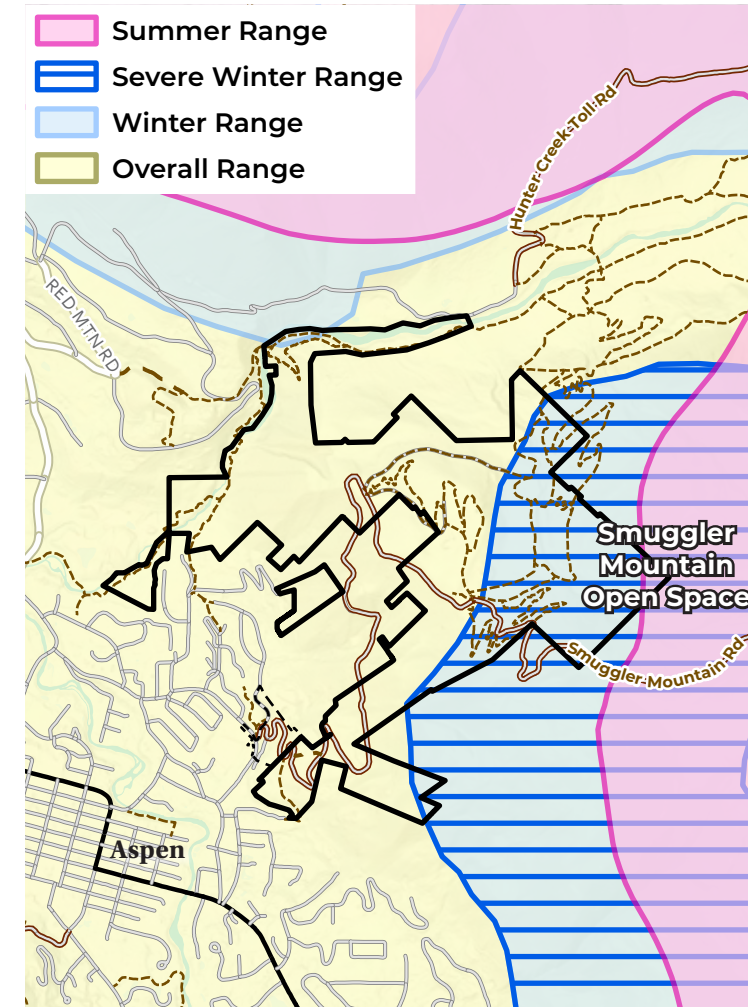 Summer Range
Severe Winter Range
Winter Range
Overall Range
Hunter Creek Toll Rd
RED MTN RD
Smuggler
Mountain
Open Space
Smuggler Mountain Rd
Aspen